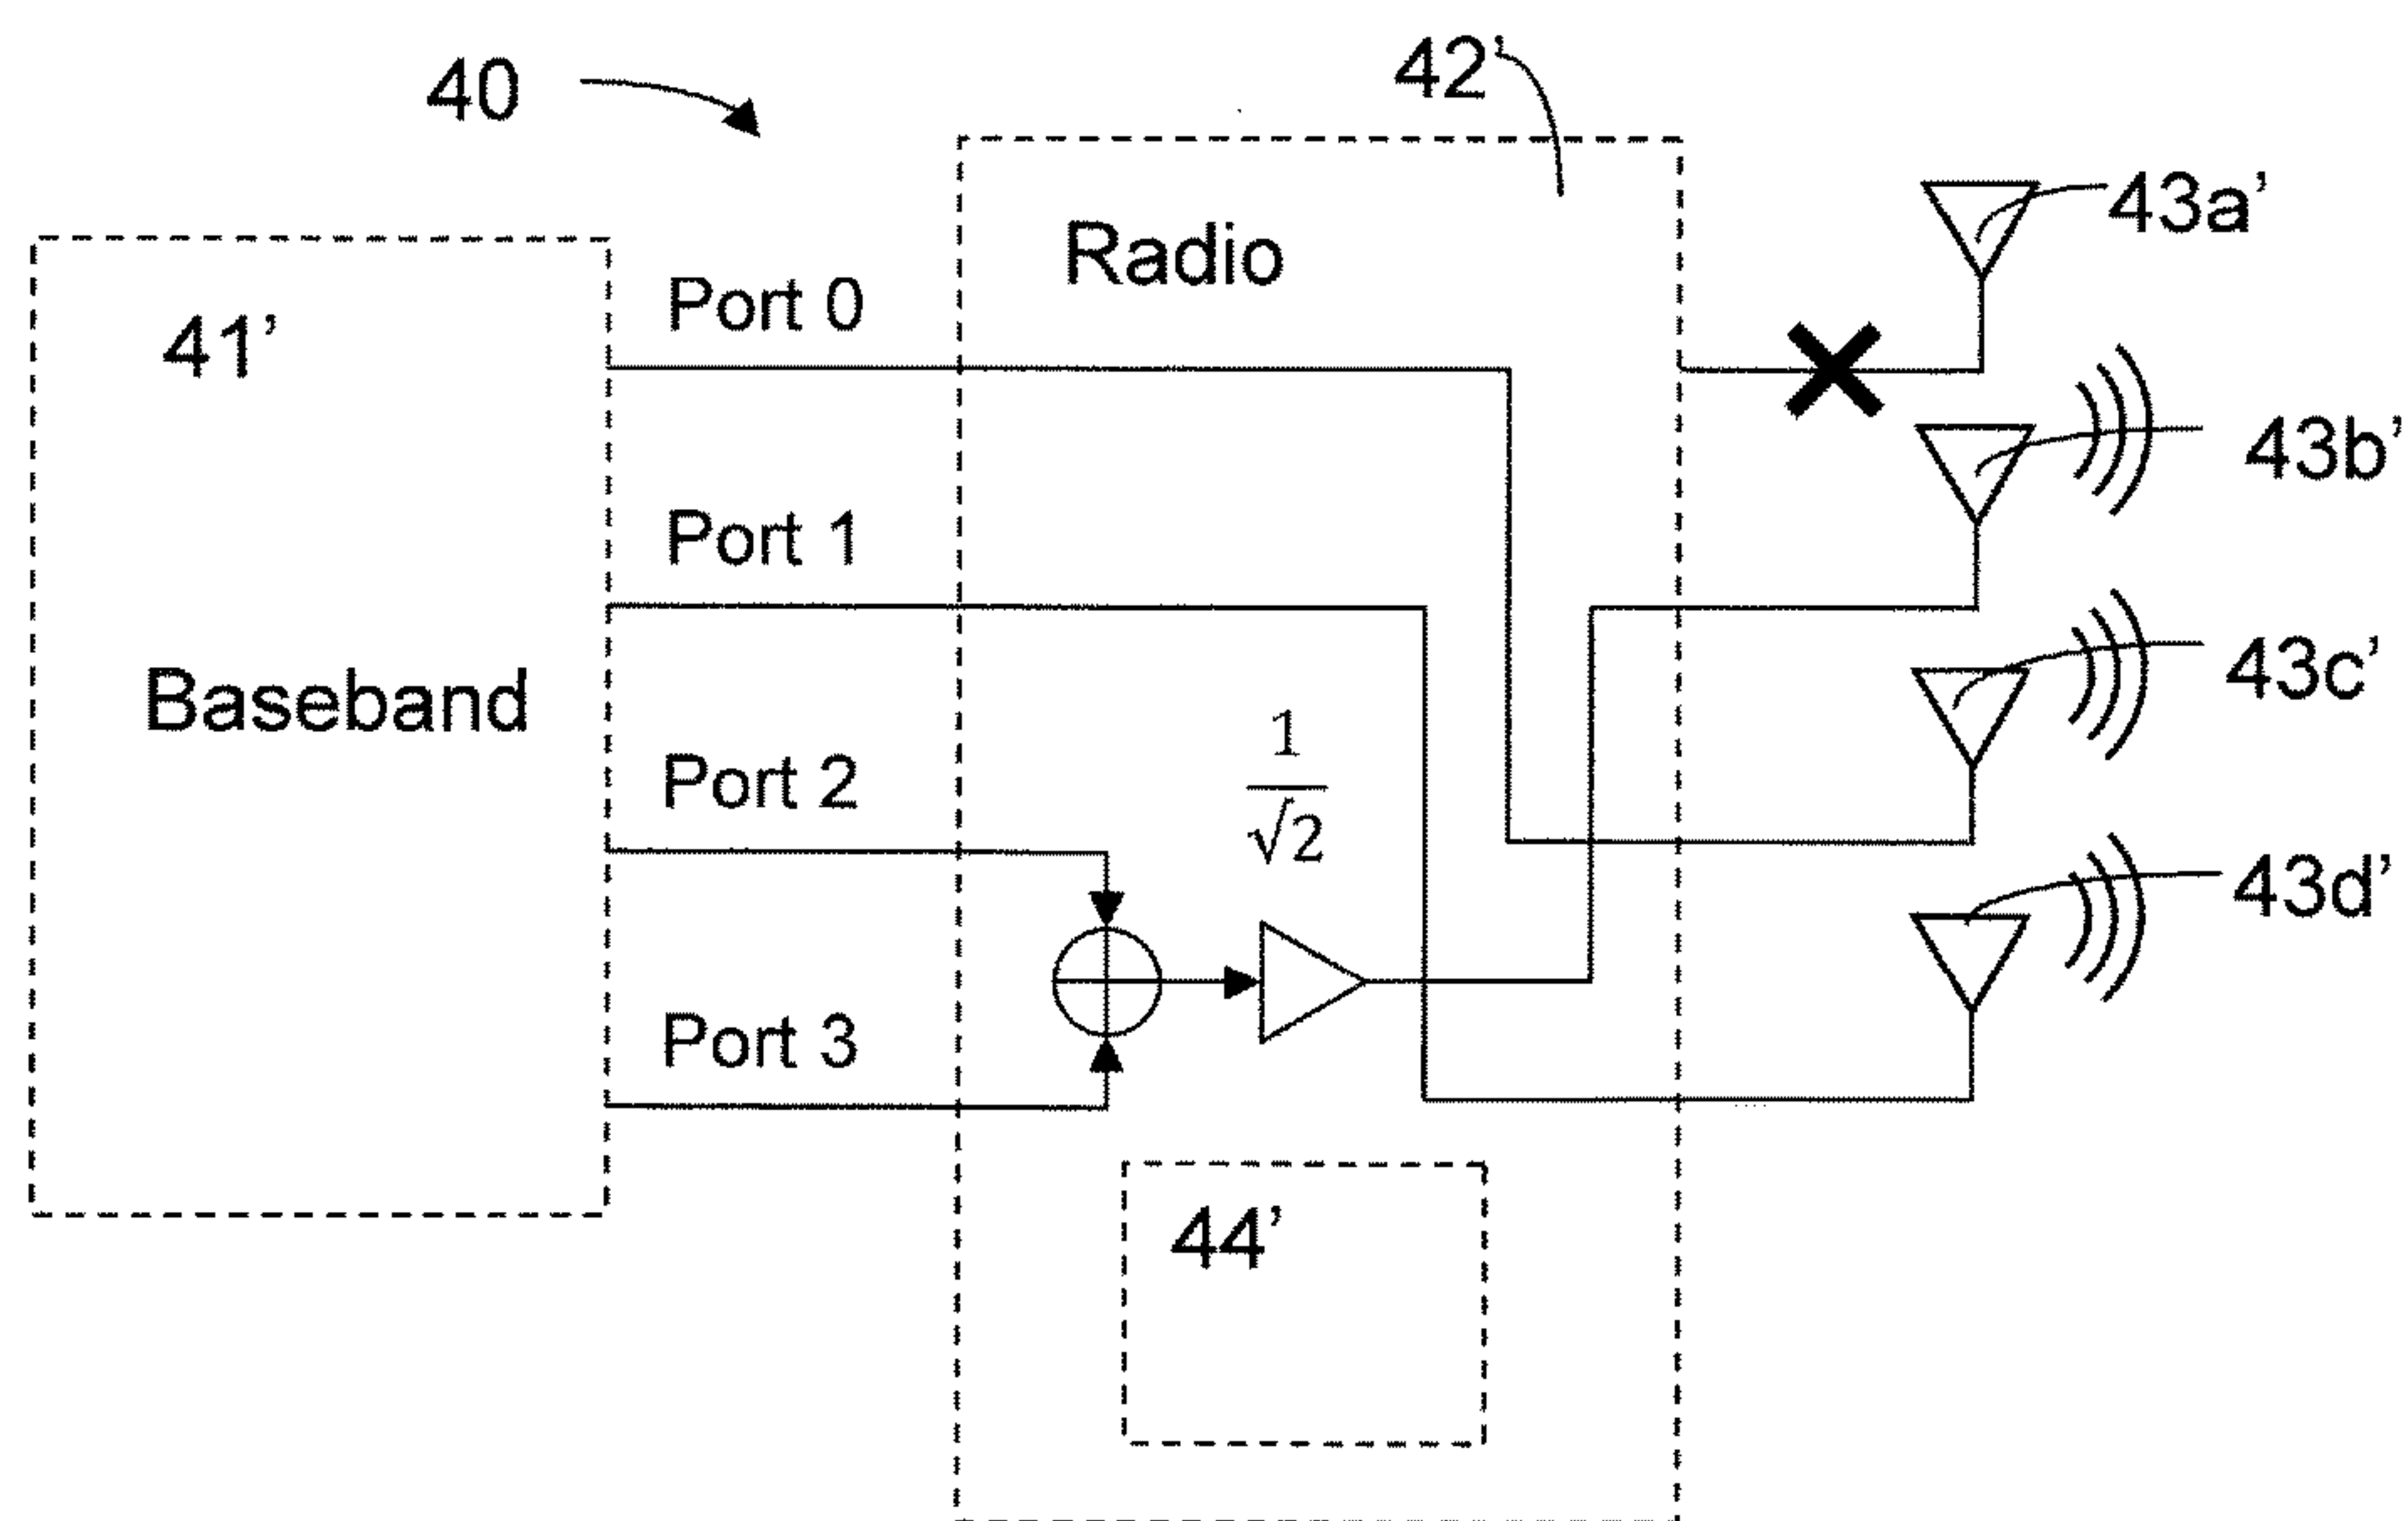 40
42'
43a'
Radio
Port 0
41'
43b'
Port 1
43c'
Baseband
Port 2
1
√2
43d'
Port 3
44'